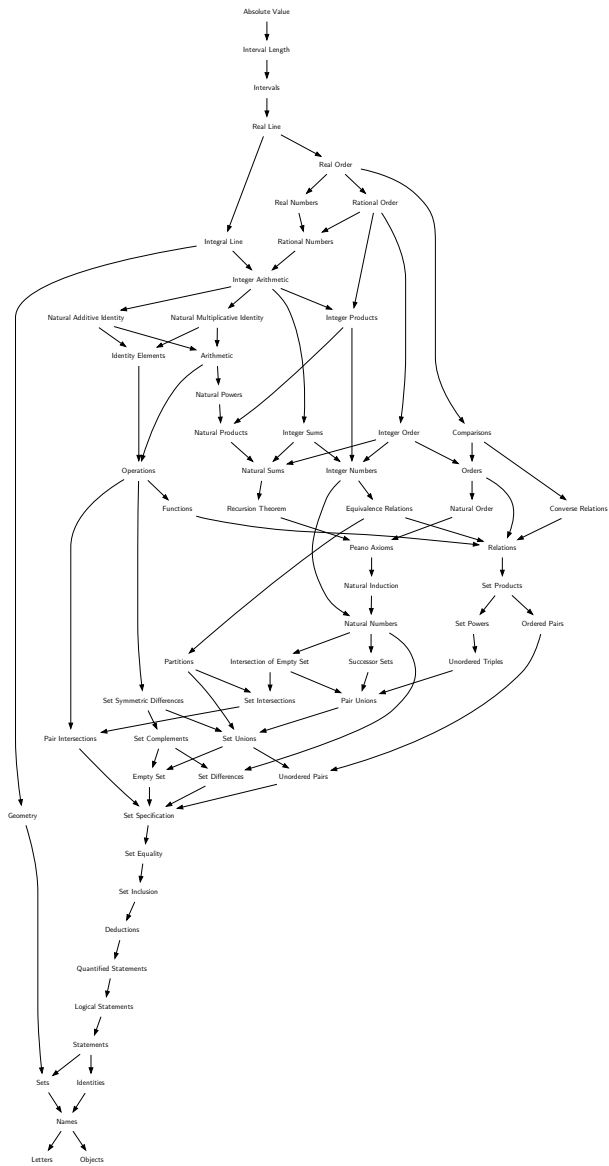 Absolute Value
Interval Length
Intervals
Real Line
Real Order
Real Numbers
Rational Order
Integral Line
Rational Numbers
Integer Arithmetic
Natural Additive Identity
Natural Multiplicative Identity
Integer Products
Identity Elements
Arithmetic
Natural Powers
Natural Products
Integer Sums
Integer Order
Comparisons
Operations
Natural Sums
Integer Numbers
Orders
Functions
Recursion Theorem
Equivalence Relations
Natural Order
Converse Relations
Peano Axioms
Relations
Natural Induction
Set Products
Natural Numbers
Set Powers
Ordered Pairs
Partitions
Intersection of Empty Set
Successor Sets
Unordered Triples
Set Symmetric Differences
Set Intersections
Pair Unions
Pair Intersections
Set Complements
Set Unions
Empty Set
Set Differences
Unordered Pairs
Geometry
Set Specification
Set Equality
Set Inclusion
Deductions
Quantified Statements
Logical Statements
Statements
Sets
Identities
Names
Letters
Objects